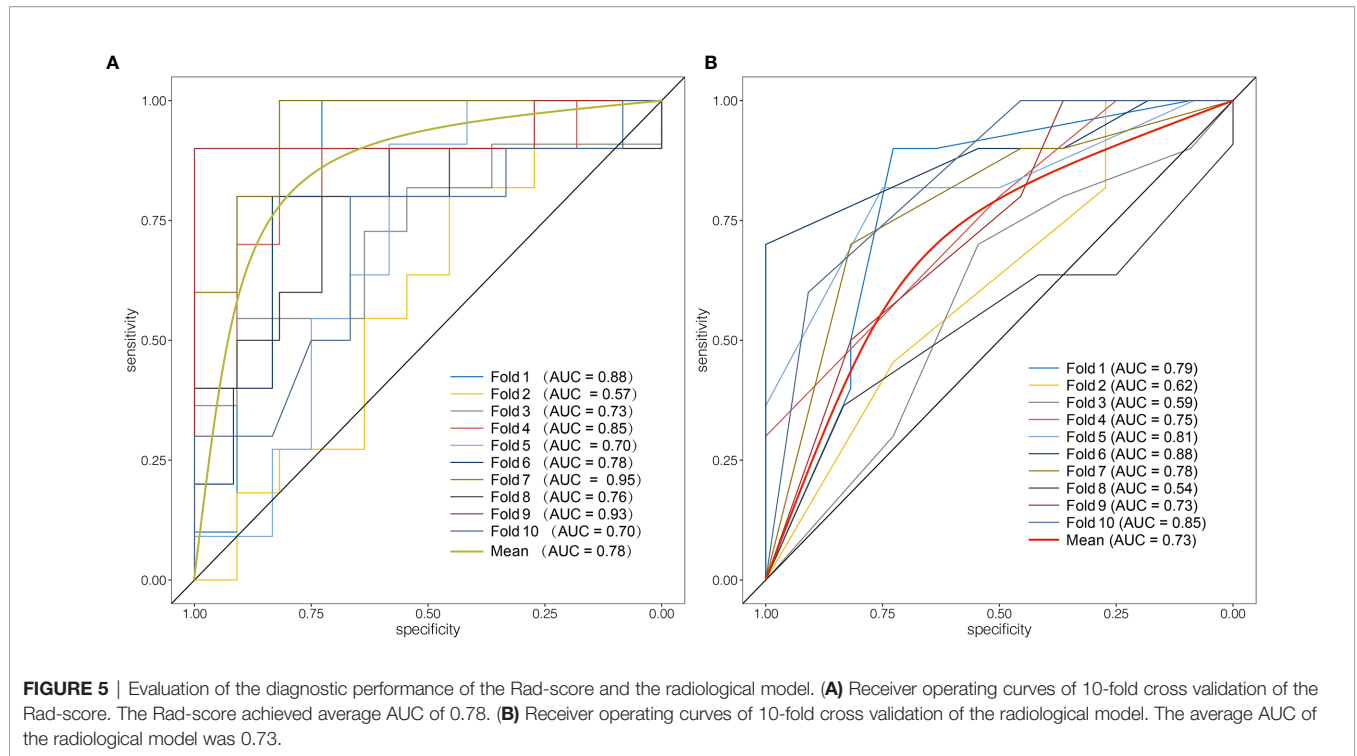 A
1.00
0.75
0.50
0.25
0.00
sensitivity
1.00
0.75
0.50
0.25
0.00
specificity
Fold 1 (AUC = 0.88)
Fold 2 (AUC = 0.57)
Fold 3 (AUC = 0.73)
Fold 4 (AUC = 0.85)
Fold 5 (AUC = 0.70)
Fold 6 (AUC = 0.78)
Fold 7 (AUC = 0.95)
Fold 8 (AUC = 0.76)
Fold 9 (AUC = 0.93)
Fold 10 (AUC = 0.70)
Mean (AUC = 0.78)
B
1.00
0.75
0.50
0.25
0.00
sensitivity
1.00
0.75
0.50
0.25
0.00
specificity
Fold 1 (AUC = 0.79)
Fold 2 (AUC = 0.62)
Fold 3 (AUC = 0.59)
Fold 4 (AUC = 0.75)
Fold 5 (AUC = 0.81)
Fold 6 (AUC = 0.88)
Fold 7 (AUC = 0.78)
Fold 8 (AUC = 0.54)
Fold 9 (AUC = 0.73)
Fold 10 (AUC = 0.85)
Mean (AUC = 0.73)
FIGURE 5 | Evaluation of the diagnostic performance of the Rad-score and the radiological model. (A) Receiver operating curves of 10-fold cross validation of the
Rad-score. The Rad-score achieved average AUC of 0.78. (B) Receiver operating curves of 10-fold cross validation of the radiological model. The average AUC of
the radiological model was 0.73.